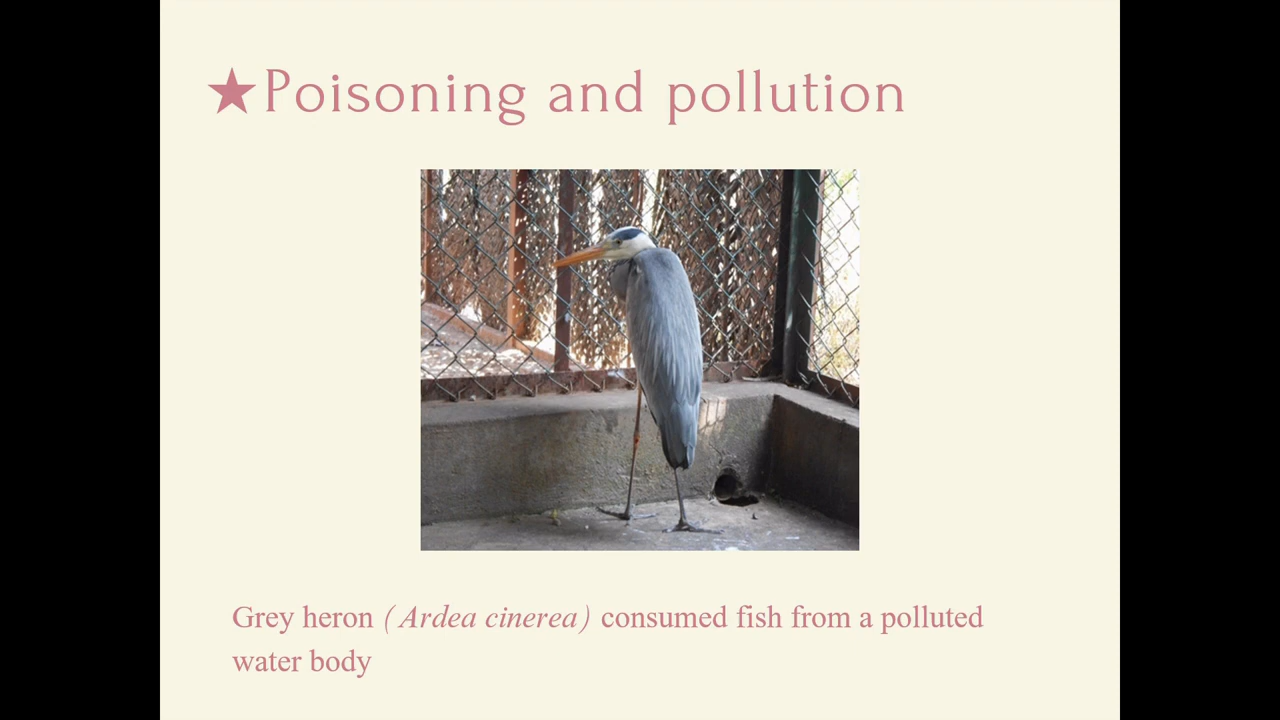 ★Poisoning and pollution
Grey heron (Ardea cinerea) consumed fish from a polluted
water body